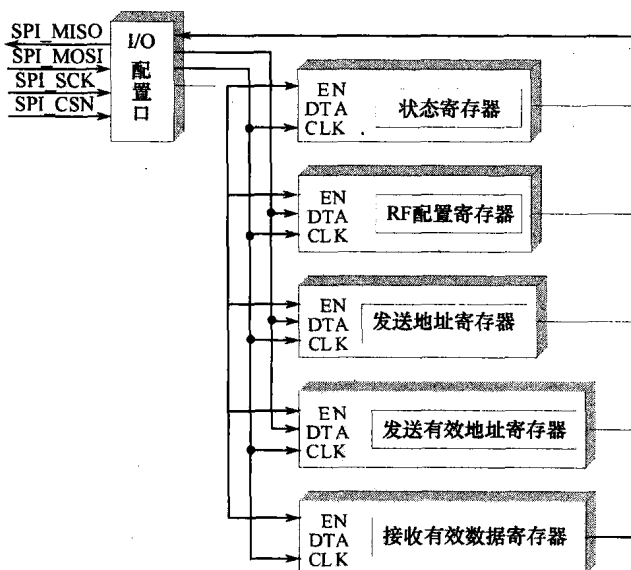 SPI_MISO
SPI_MOSI
SPI_SCK
SPI_CSN
I/O
配
置
口
EN
DTA
CLK
状态寄存器
EN
DTA
CLK
RF配置寄存器
EN
DTA
CLK
发送地址寄存器
EN
DTA
CLK
发送有效地址寄存器
EN
DTA
CLK
接收有效数据寄存器